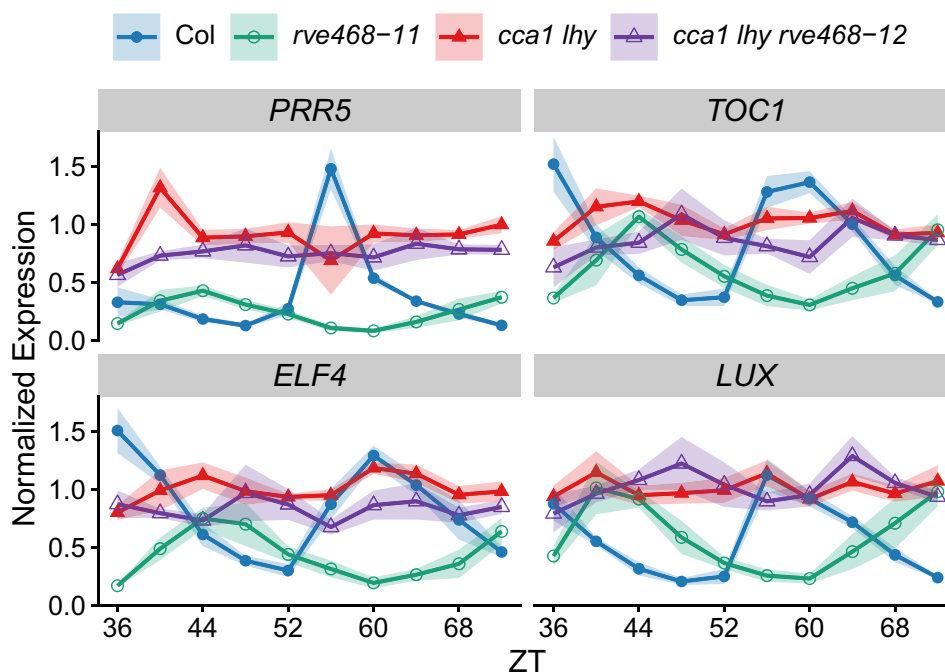 Col rve468−11 cca1 lhy cca1 lhy rve468−12
PRR5 TOC1
1.5
1.0
0.5
0.0
ELF4 LUX
1.5
1.0
0.5
0.0
Normalized Expression
36 44 52 60 68 36 44 52 60 68
ZT